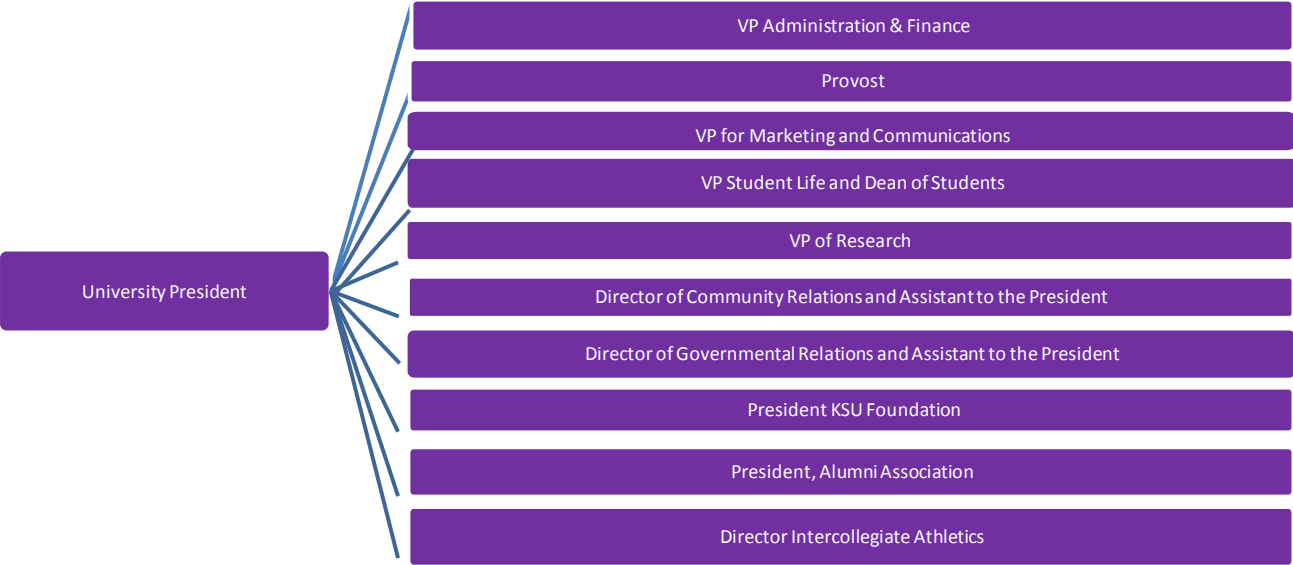 VP Administration & Finance
Provost
VP for Marketing and Communications
VP Student Life and Dean of Students
VP of Research
University President
Director of Community Relations and Assistant to the President
Director of Governmental Relations and Assistant to the President
President KSU Foundation
President, Alumni Association
Director Intercollegiate Athletics